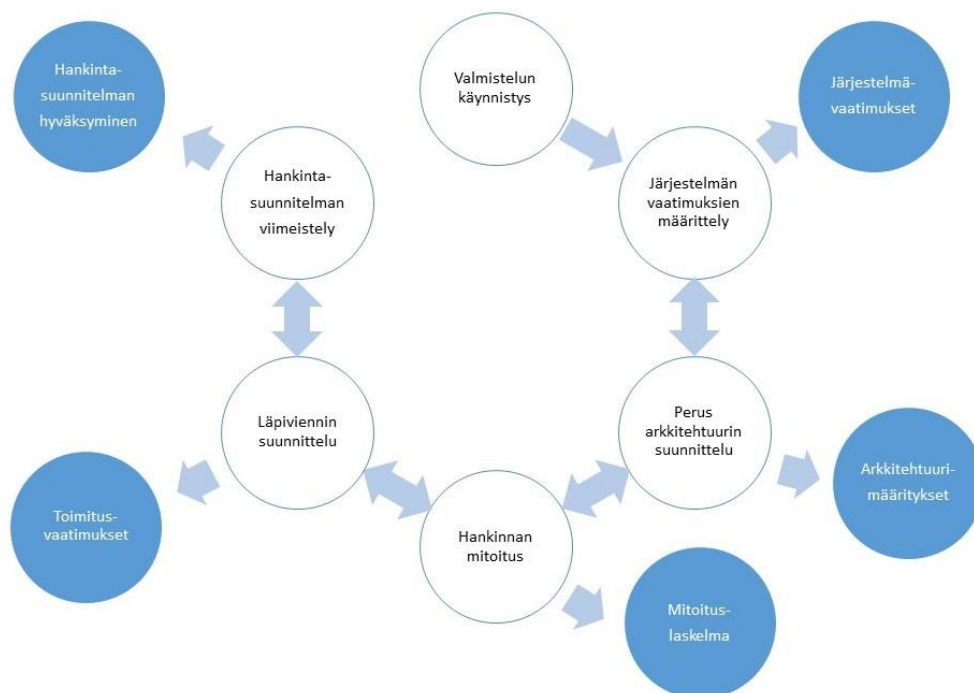 Hankinta-
suunnitelman
hyväksyminen
Valmistelun
käynnistys
Järjestelmä-
vaatimukset
Hankinta-
suunnitelman
viimeistely
Järjestelmän
vaatimuksien
määrittely
Läpiviennin
suunnittelu
Perus
arkkitehtuurin
suunnittelu
Arkkitehtuuri-
määritykset
Toimitus-
vaatimukset
Hankinnan
mitoitus
Mitoitus-
laskelma